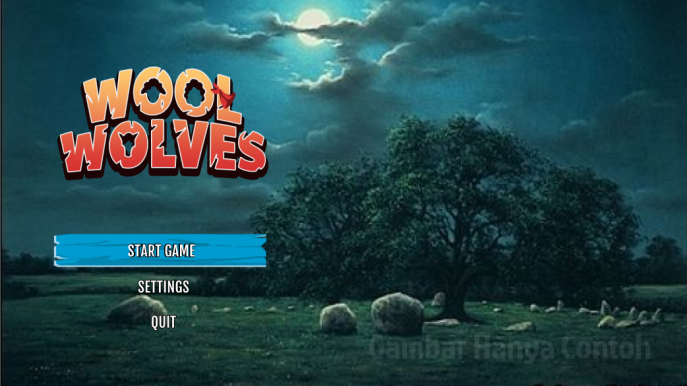 WOOL
WOLVES
START GAME
SETTINGS
QUIT
Gambar Hanya Contoh